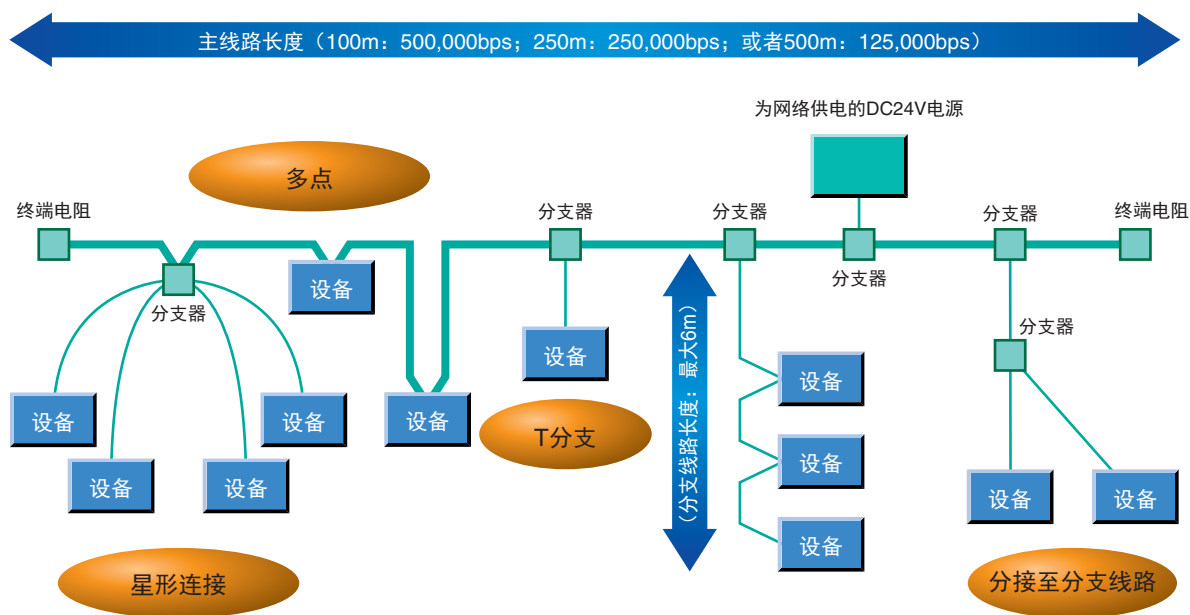 主线路长度（100m：500,000bps；250m：250,000bps；或者500m：125,000bps）
为网络供电的DC24V电源
多点
终端电阻
分支器
分支器
分支器
终端电阻
设备
分支器
分支器
分支器
设备
设备
设备
设备
设备
设备
T分支
（分支线路长度：最大6m）
设备
设备
设备
设备
设备
设备
星形连接
分接至分支线路